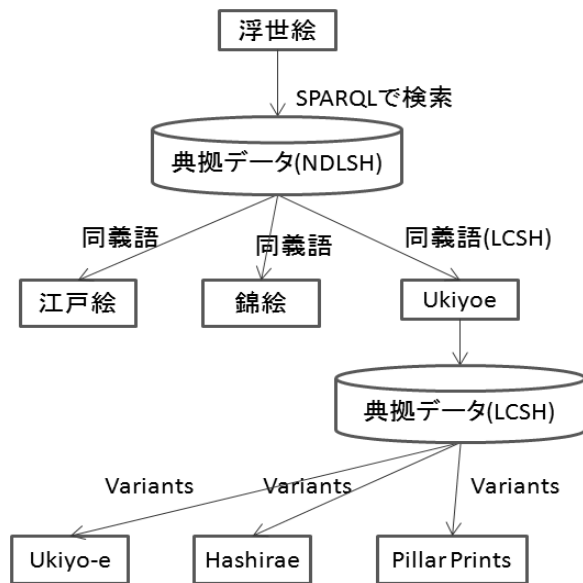 浮世絵
SPARQLで検索
典拠データ(NDLSH)
同義語
同義語
同義語(LCSH)
江戸絵
錦絵
Ukiyoe
典拠データ(LCSH)
Variants
Variants
Variants
Ukiyo-e
Hashirae
Pillar Prints